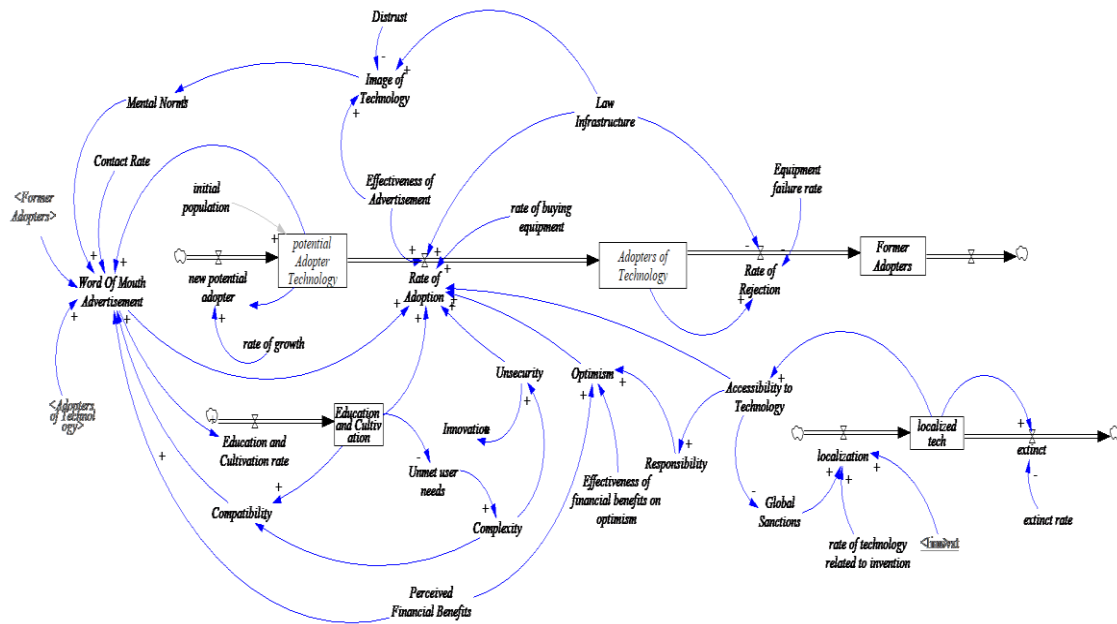 Distrust
-
Image of
Technology
+
+
+
Mental Norms
Law
Infrastructure
Contact Rate
<Former
Adopters>
initial
population
Effectiveness of
Advertisement
Equipment
failure rate
rate of buying
equipment
potential
Adopter
Technology
+
Adopters of
Technology
Former
Adopters
new potential
adopter
Rate of
Adoption
Rate of
Rejection
-
-
+
Word Of Mouth
Advertisement
+
+
+
+
+
rate of growth
+
<Adopters
of Technol
ogy>
+
Unsecurity
Optimism
+
+
Accessibility to
Technology
+
Education
and Cultiv
ation
Education and
Cultivation rate
+
Innovation
+
localized
tech
extinct
+
-
extinct rate
Unmet user
needs
-
Responsibility
+
Effectiveness of
financial benefits on
optimism
localization
+
+
+
Compatibility
+
Complexity
+
Global
Sanctions
-
rate of technology
related to invention
Perceived
Financial Benefits
+